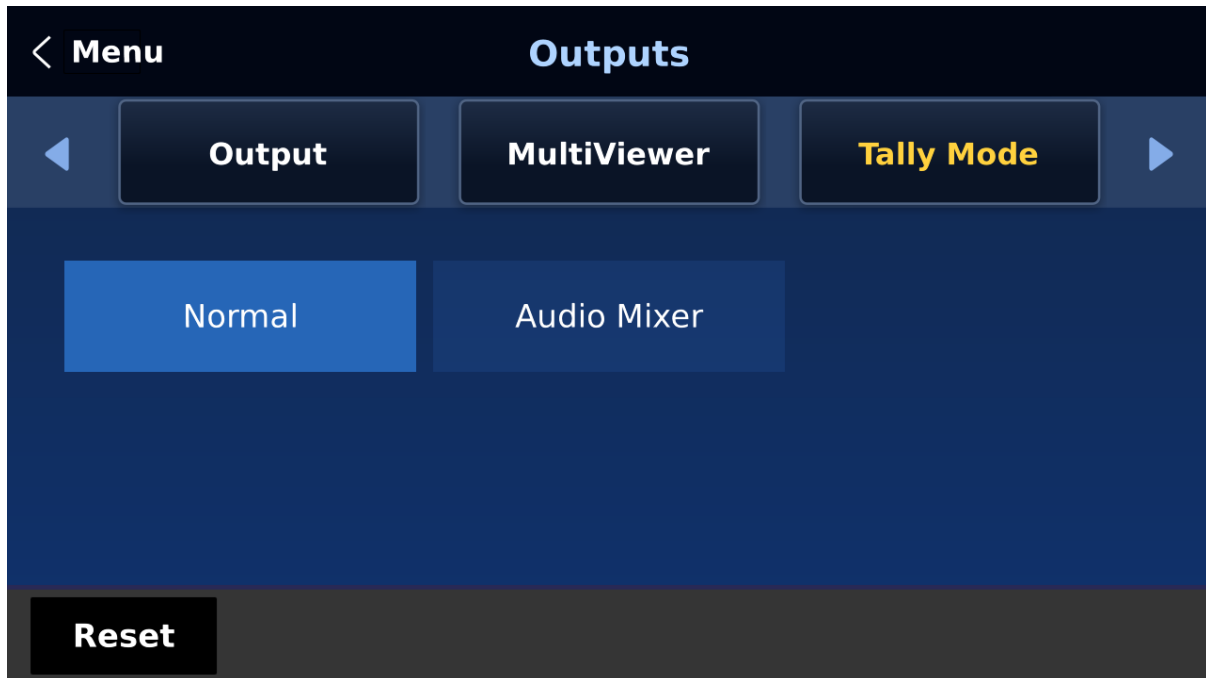 Menu
Outputs
Output
MultiViewer
Tally Mode
Normal
Audio Mixer
Reset